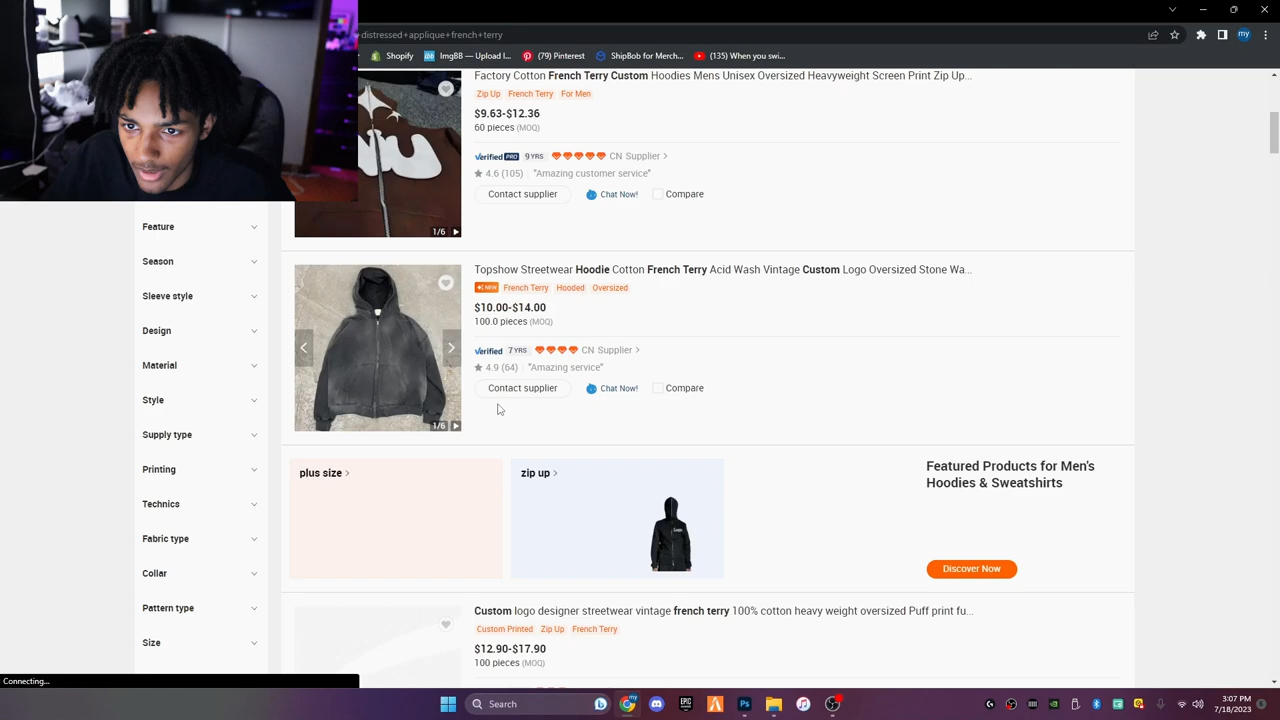 distressed+applique+french+terry
Shopify
ImgBB — Upload I...
(79) Pinterest
ShipBob for Merch...
(135) When you swi...
my
Factory Cotton French Terry Custom Hoodies Mens Unisex Oversized Heavyweight Screen Print Zip Up...
Zip Up French Terry For Men
$9.63-$12.36
60 pieces (MOQ)
Verified PRO 9 YRS CN Supplier >
4.6 (105) "Amazing customer service"
Contact supplier Chat Now! Compare
1/6
Feature
Season
Sleeve style
Design
Material
Style
Supply type
Printing
Technics
Fabric type
Collar
Pattern type
Size
Topshow Streetwear Hoodie Cotton French Terry Acid Wash Vintage Custom Logo Oversized Stone Wa...
NEW French Terry Hooded Oversized
$10.00-$14.00
100.0 pieces (MOQ)
Verified 7 YRS CN Supplier >
4.9 (64) "Amazing service"
Contact supplier Chat Now! Compare
1/6
plus size >
zip up >
Featured Products for Men's
Hoodies & Sweatshirts
Discover Now
Custom logo designer streetwear vintage french terry 100% cotton heavy weight oversized Puff print fu...
Custom Printed Zip Up French Terry
$12.90-$17.90
100 pieces (MOQ)
Connecting...
Search
EPIC
Ps
3:07 PM
7/18/2023